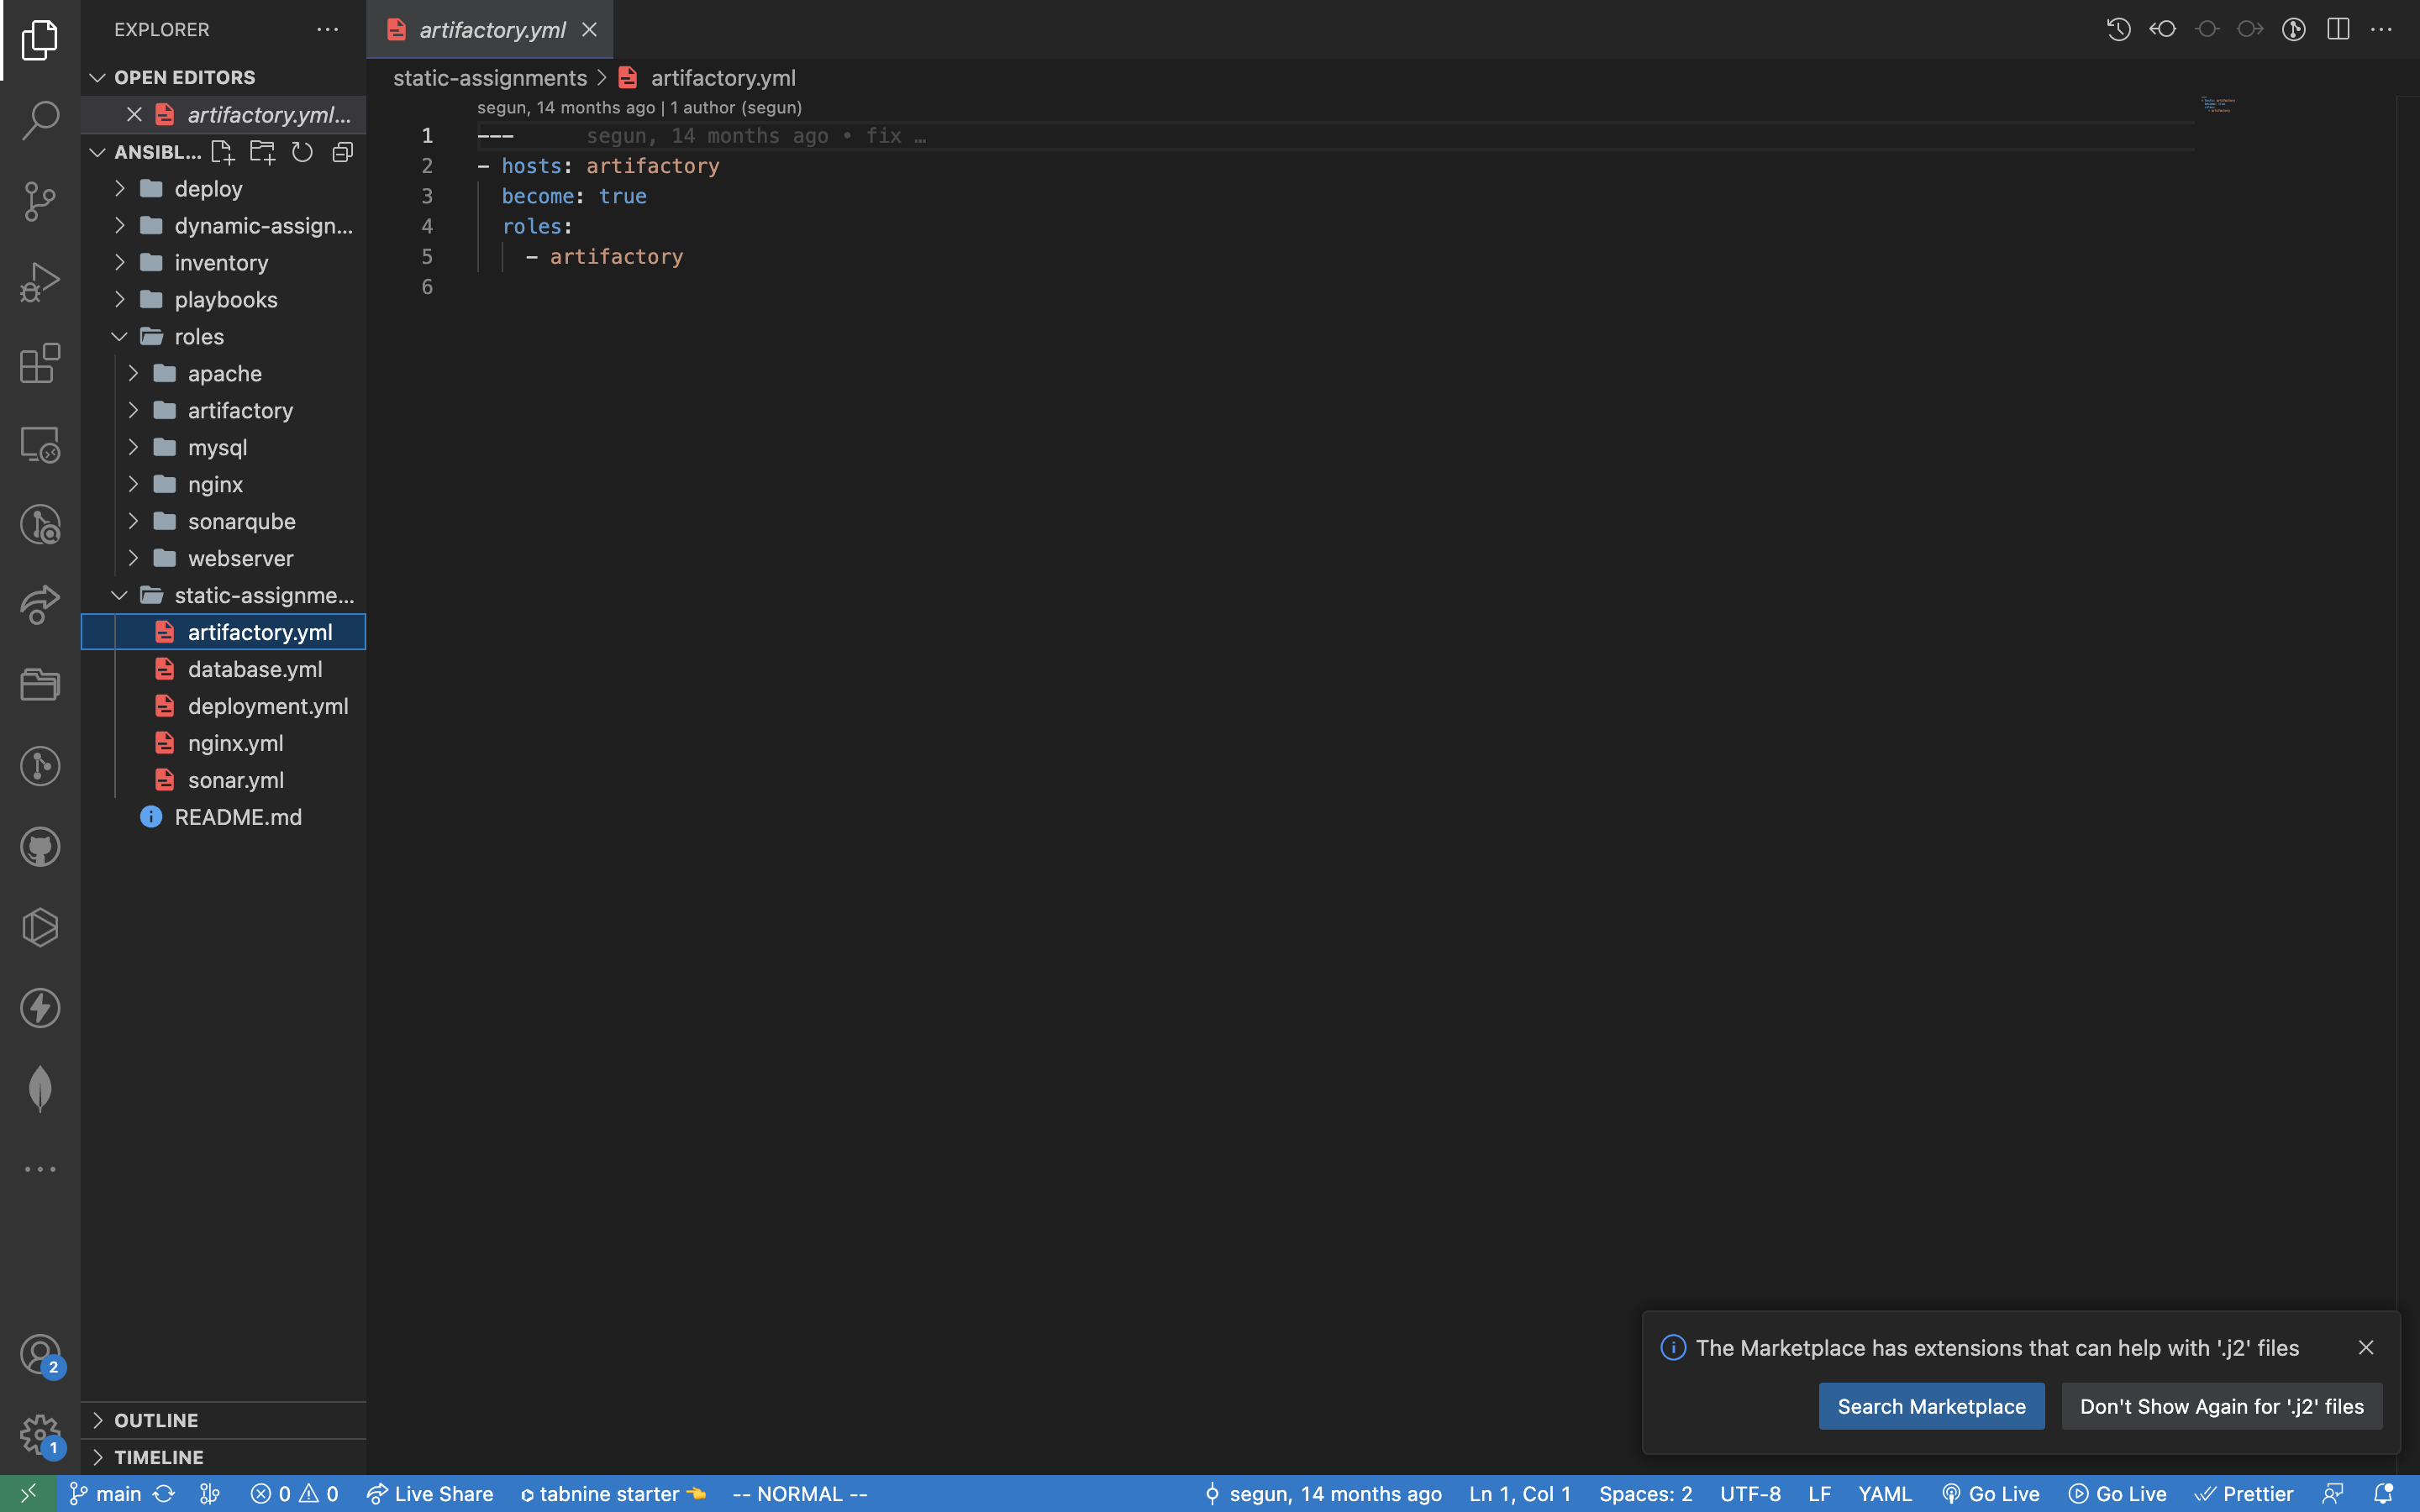 EXPLORER
OPEN EDITORS
artifactory.yml...
ANSIBL...
deploy
dynamic-assign...
inventory
playbooks
roles
apache
artifactory
mysql
nginx
sonarqube
webserver
static-assignme...
artifactory.yml
database.yml
deployment.yml
nginx.yml
sonar.yml
README.md
OUTLINE
TIMELINE
2
1
artifactory.yml
static-assignments > artifactory.yml
segun, 14 months ago | 1 author (segun)
1 --- segun, 14 months ago • fix …
2 - hosts: artifactory
3 become: true
4 roles:
5 - artifactory
6
The Marketplace has extensions that can help with '.j2' files
Search Marketplace Don't Show Again for '.j2' files
main 0 0 Live Share tabnine starter -- NORMAL -- segun, 14 months ago Ln 1, Col 1 Spaces: 2 UTF-8 LF YAML Go Live Go Live Prettier